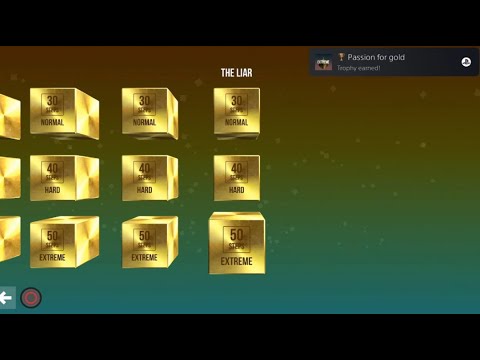 THE LIAR
Passion for gold
Trophy earned!
30 STEPS NORMAL
30 STEPS NORMAL
30 STEPS NORMAL
40 STEPS HARD
40 STEPS HARD
40 STEPS HARD
50 STEPS EXTREME
50 STEPS EXTREME
50 STEPS EXTREME